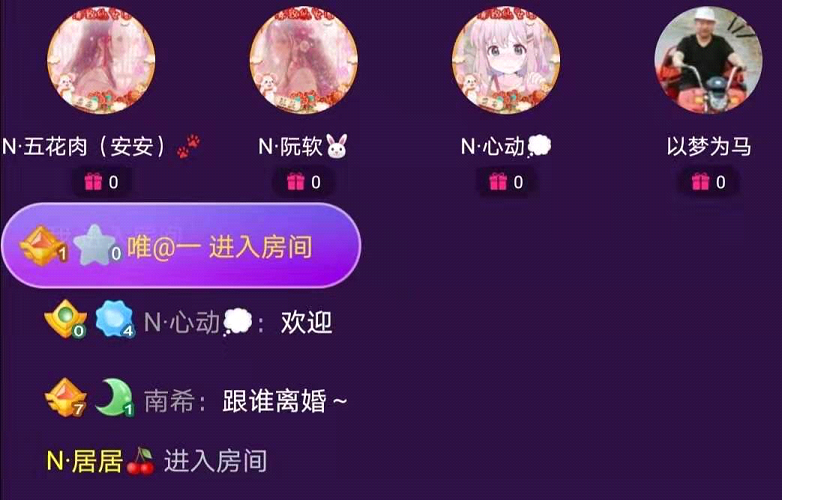 N·五花肉（安安）🐾
N·阮软🐰
N·心动💭
以梦为马
0
0
0
0
1 0 唯@一 进入房间
0 4 N·心动💭： 欢迎
7 1 南希： 跟谁离婚~
N·居居🍒 进入房间